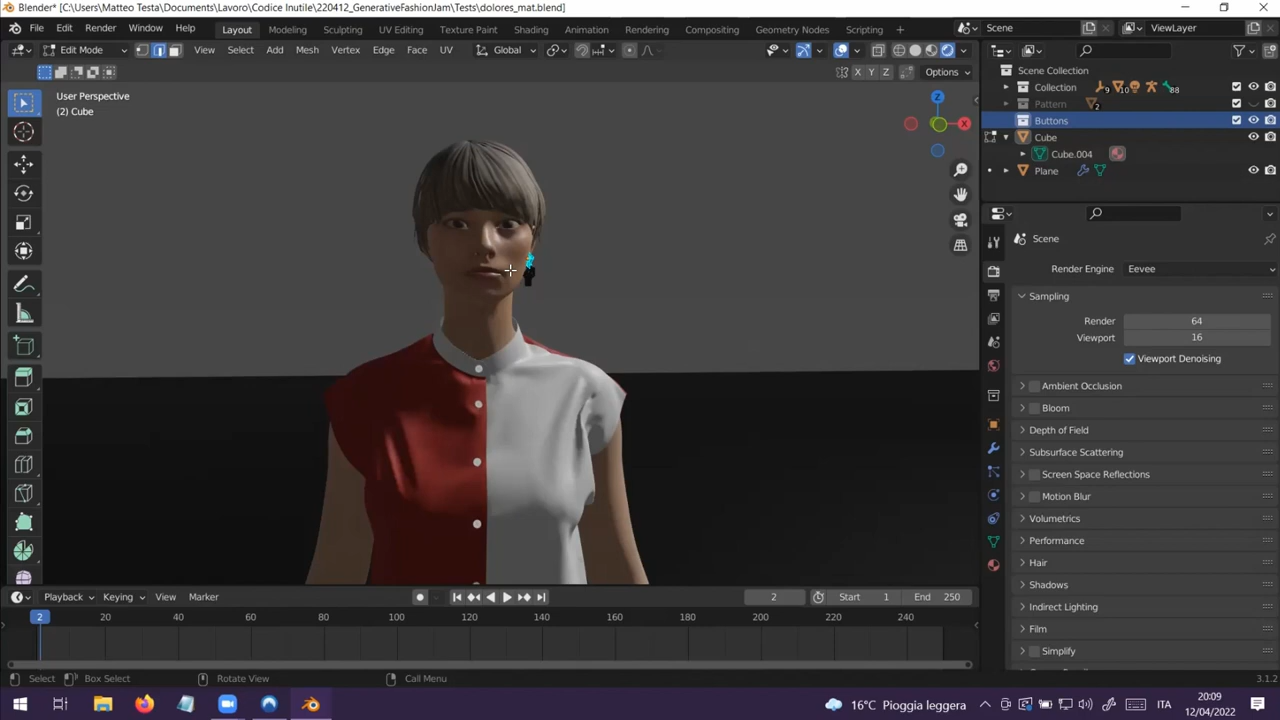 Blender* [C:\Users\Matteo Testa\Documents\Lavoro\Codice Inutile\220412_GenerativeFashionJam\Tests\dolores_mat.blend]
File Edit Render Window Help Layout Modeling Sculpting UV Editing Texture Paint Shading Animation Rendering Compositing Geometry Nodes Scripting Scene ViewLayer
Edit Mode View Select Add Mesh Vertex Edge Face UV Global
X Y Z Options
Scene Collection
Collection 9 10 88
Pattern 2
Buttons
Cube
Cube.004
Plane
User Perspective
(2) Cube
Z
X
Scene
Render Engine Eevee
Sampling
Render 64
Viewport 16
Viewport Denoising
Ambient Occlusion
Bloom
Depth of Field
Subsurface Scattering
Screen Space Reflections
Motion Blur
Volumetrics
Performance
Hair
Shadows
Indirect Lighting
Film
Simplify
Playback Keying View Marker 2 Start 1 End 250
2 20 40 60 80 100 120 140 160 180 200 220 240
Select Box Select Rotate View Call Menu 3.1.2
16°C Pioggia leggera ITA 20:09
12/04/2022